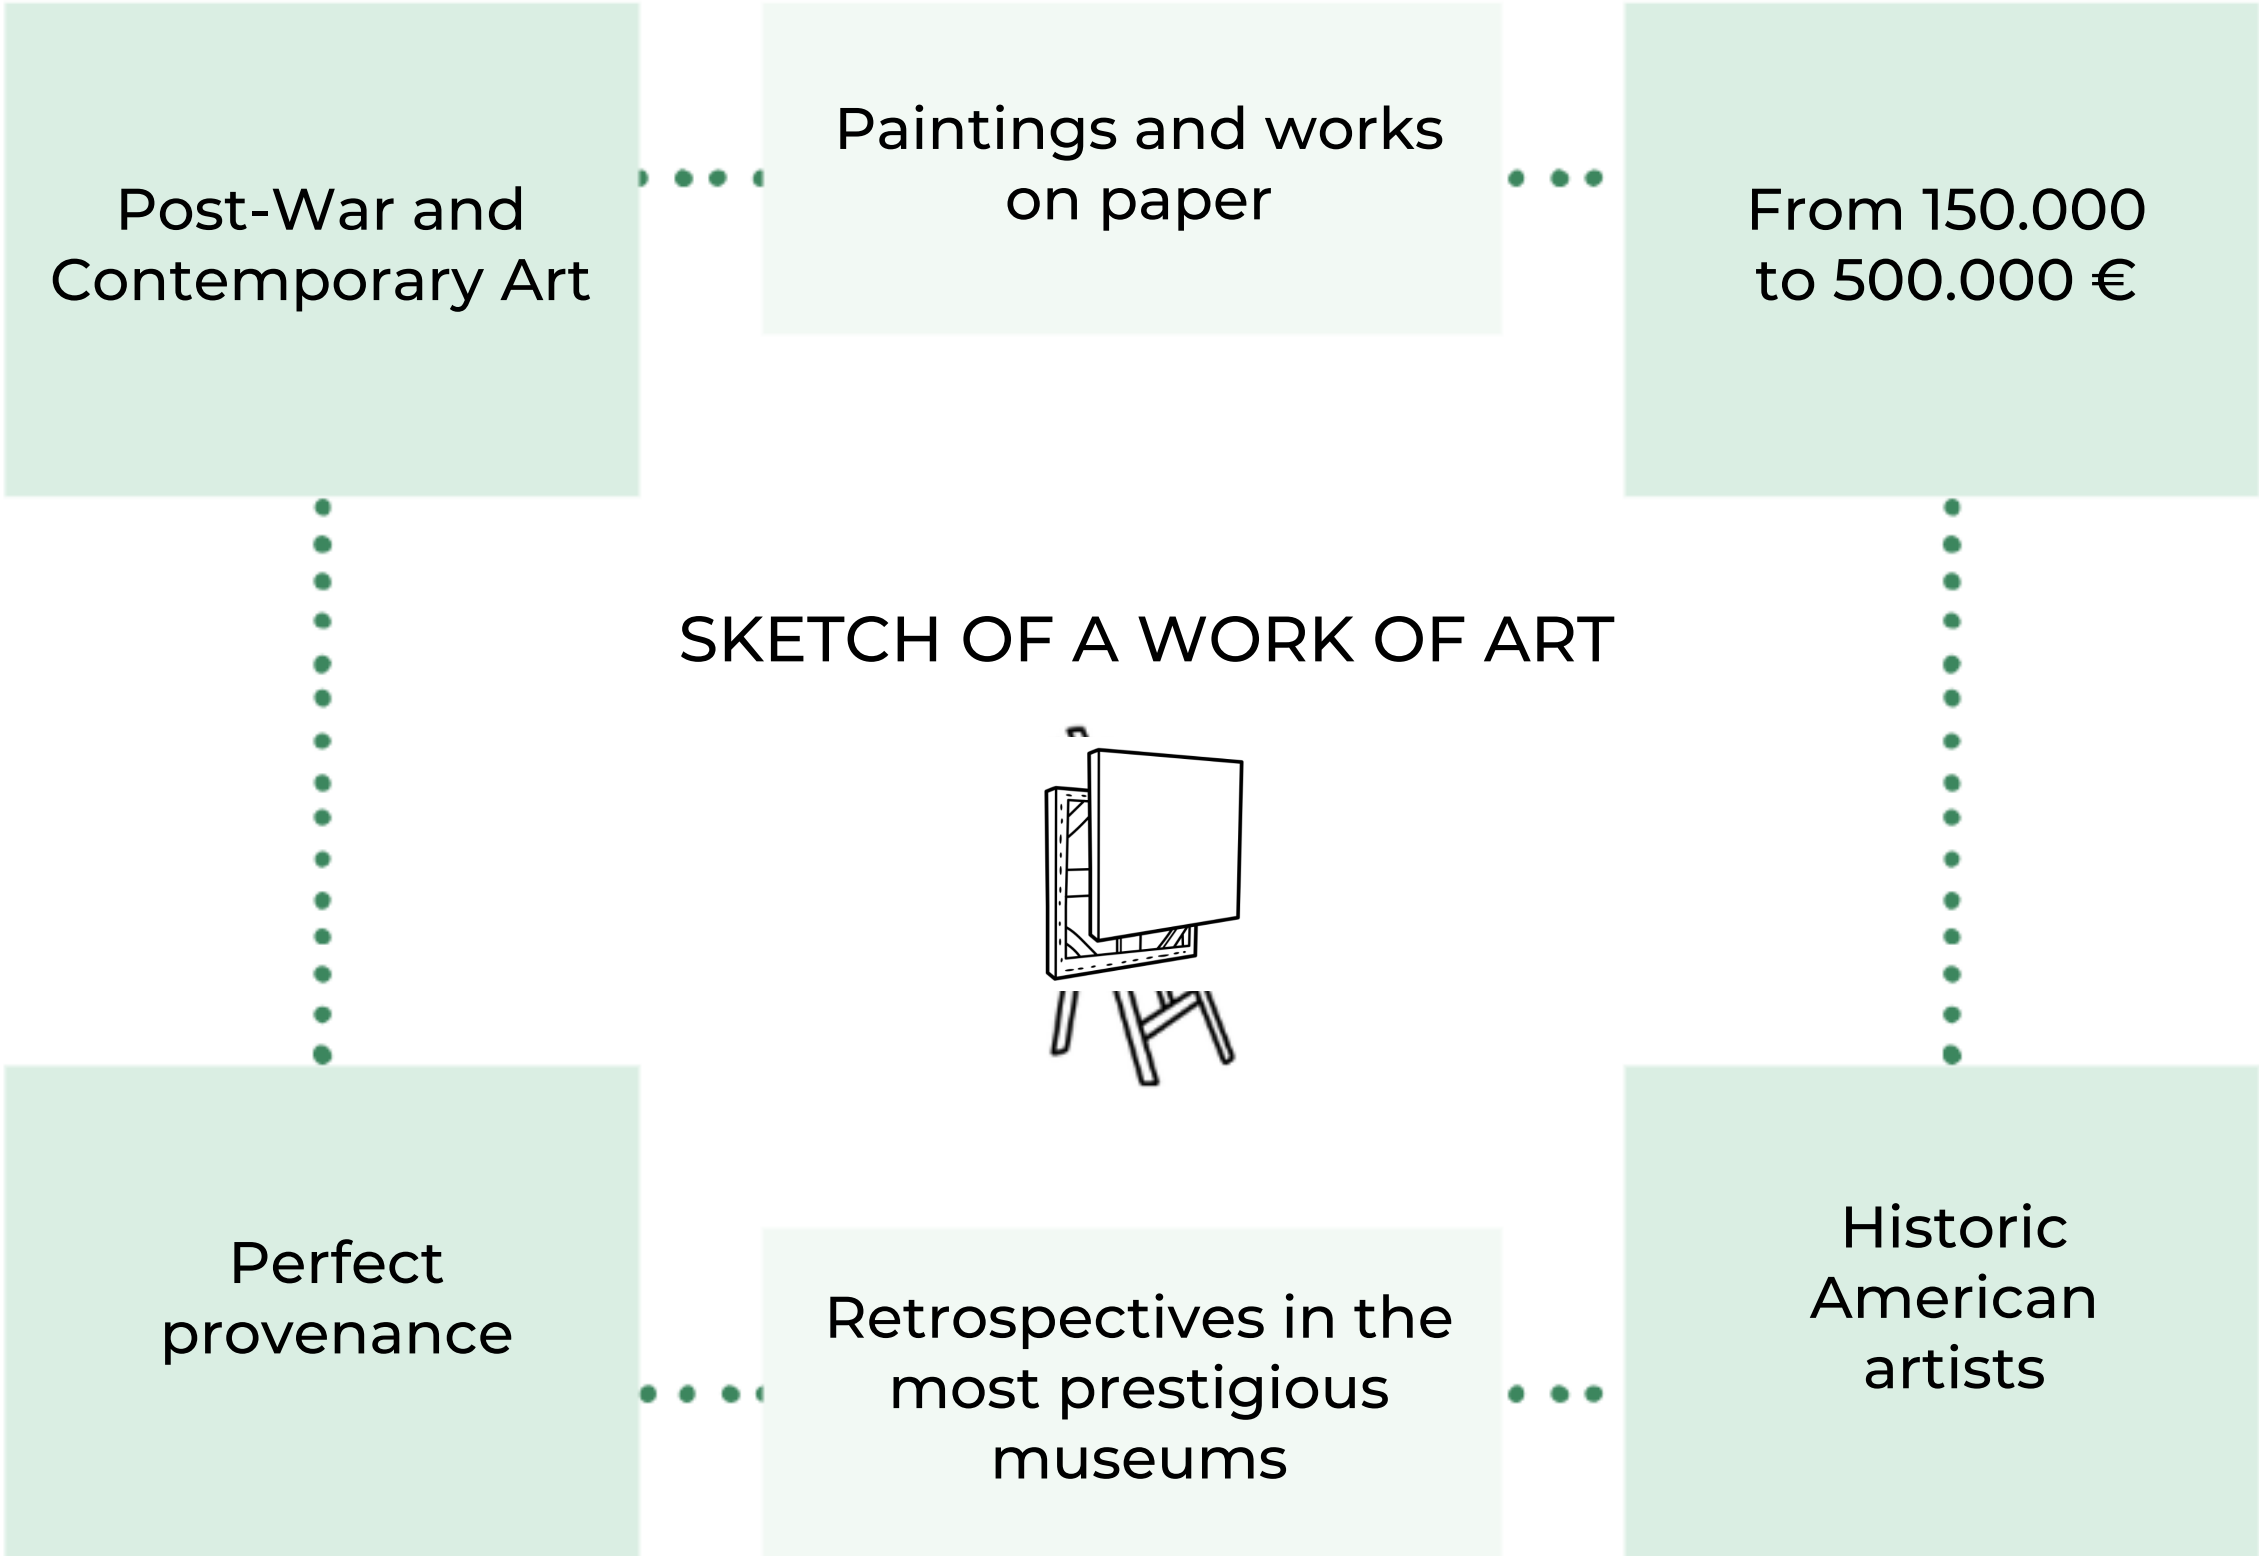 Post-War and
Contemporary Art
Paintings and works
on paper
From 150.000
to 500.000 €
SKETCH OF A WORK OF ART
Perfect
provenance
Retrospectives in the
most prestigious
museums
Historic
American
artists